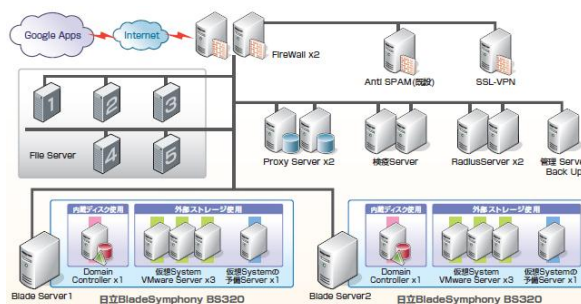 Google Apps
Internet
FireWall x2
Anti SPAM(既設)
SSL-VPN
1
2
3
File Server
4
5
Proxy Server x2
検疫Server
RadiusServer x2
管理 Server
Back Up
内蔵ディスク使用
外部ストレージ使用
Blade Server1
Domain
Controller x1
仮想System
VMware Server x3
仮想Systemの
予備Server x1
日立BladeSymphony BS320
内蔵ディスク使用
外部ストレージ使用
Blade Server2
Domain
Controller x1
仮想System
VMware Server x3
仮想Systemの
予備Server x1
日立BladeSymphony BS320